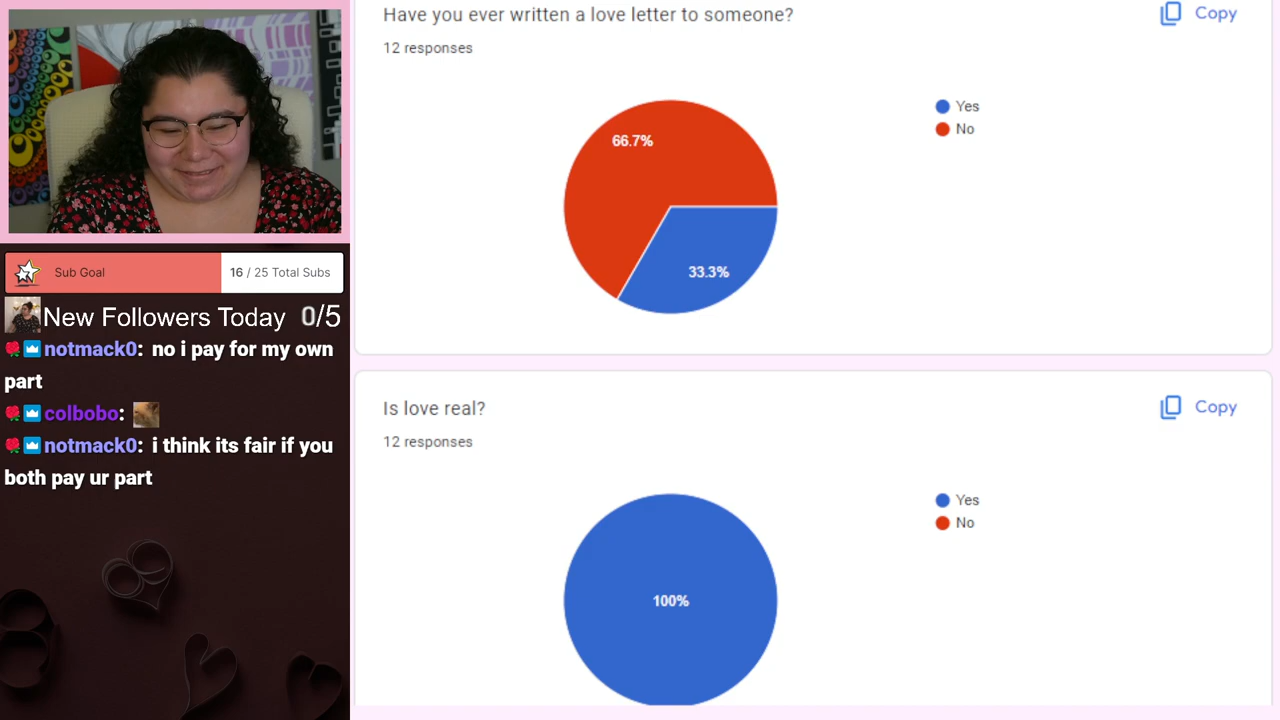 Have you ever written a love letter to someone?
Copy
12 responses
Yes
No
66.7%
33.3%
Sub Goal
16 / 25 Total Subs
New Followers Today 0/5
notmack0: no i pay for my own
part
colbobo:
notmack0: i think its fair if you
both pay ur part
Is love real?
Copy
12 responses
Yes
No
100%